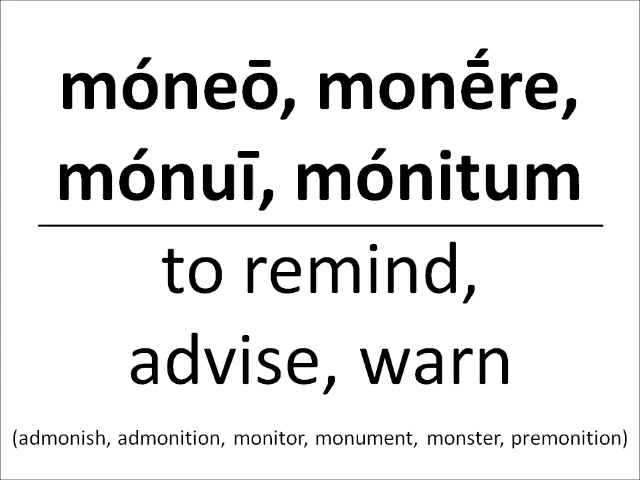 móneō, monḗre,
mónuī, mónitum
to remind,
advise, warn
(admonish, admonition, monitor, monument, monster, premonition)